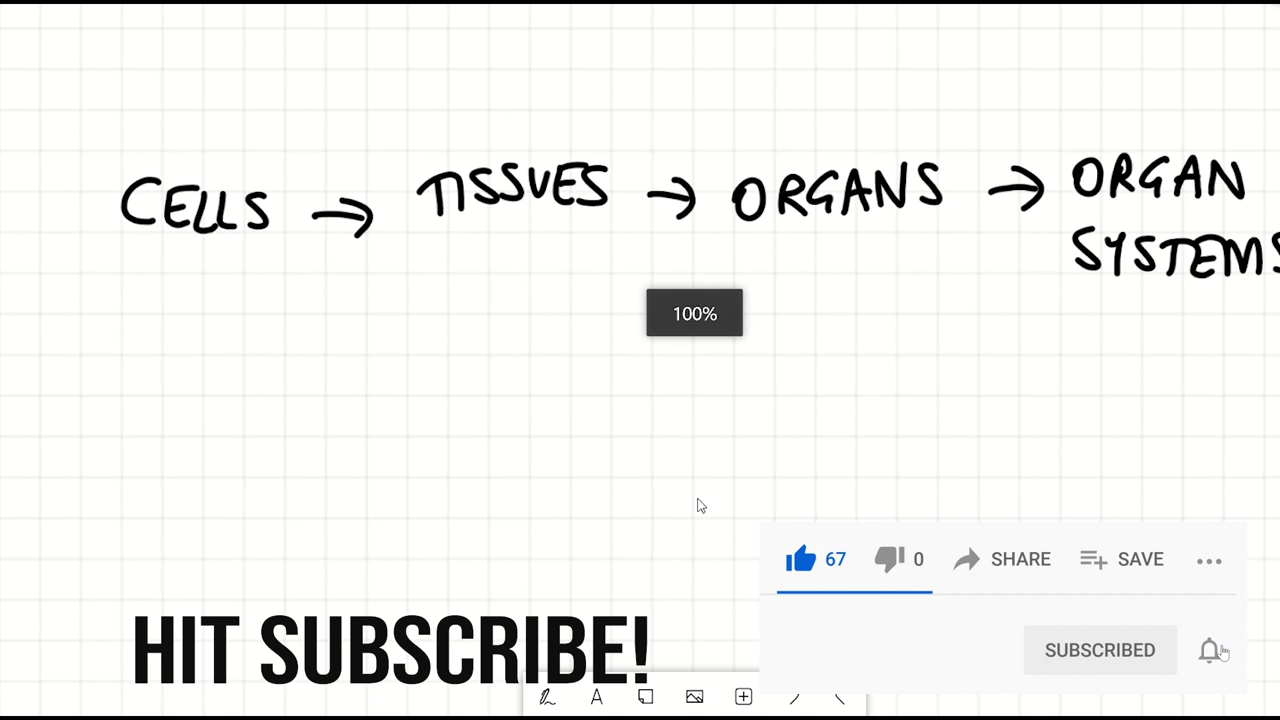 CELLS → TISSUES → ORGANS → ORGAN
SYSTEMS
100%
67 0 SHARE SAVE
HIT SUBSCRIBE!
SUBSCRIBED
A